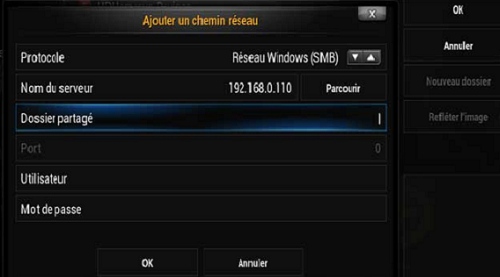 Ajouter un chemin réseau
OK
Protocole
Réseau Windows (SMB)
Annuler
Nom du serveur
192.168.0.110
Parcourir
Nouveau dossier
Dossier partagé
Refléter l'image
Port
0
Utilisateur
Mot de passe
OK
Annuler